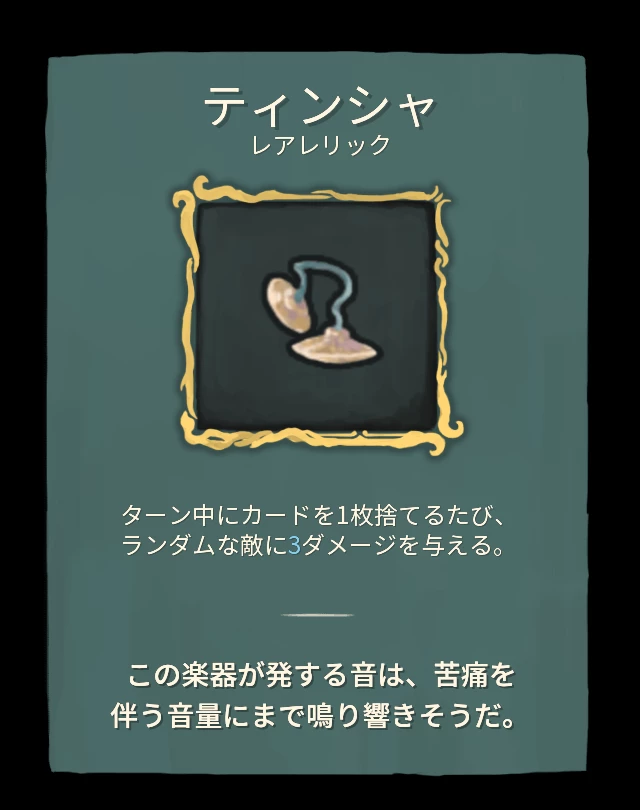 ティンシャ
レアレリック
ターン中にカードを1枚捨てるたび、
ランダムな敵に3ダメージを与える。
この楽器が発する音は、苦痛を
伴う音量にまで鳴り響きそうだ。